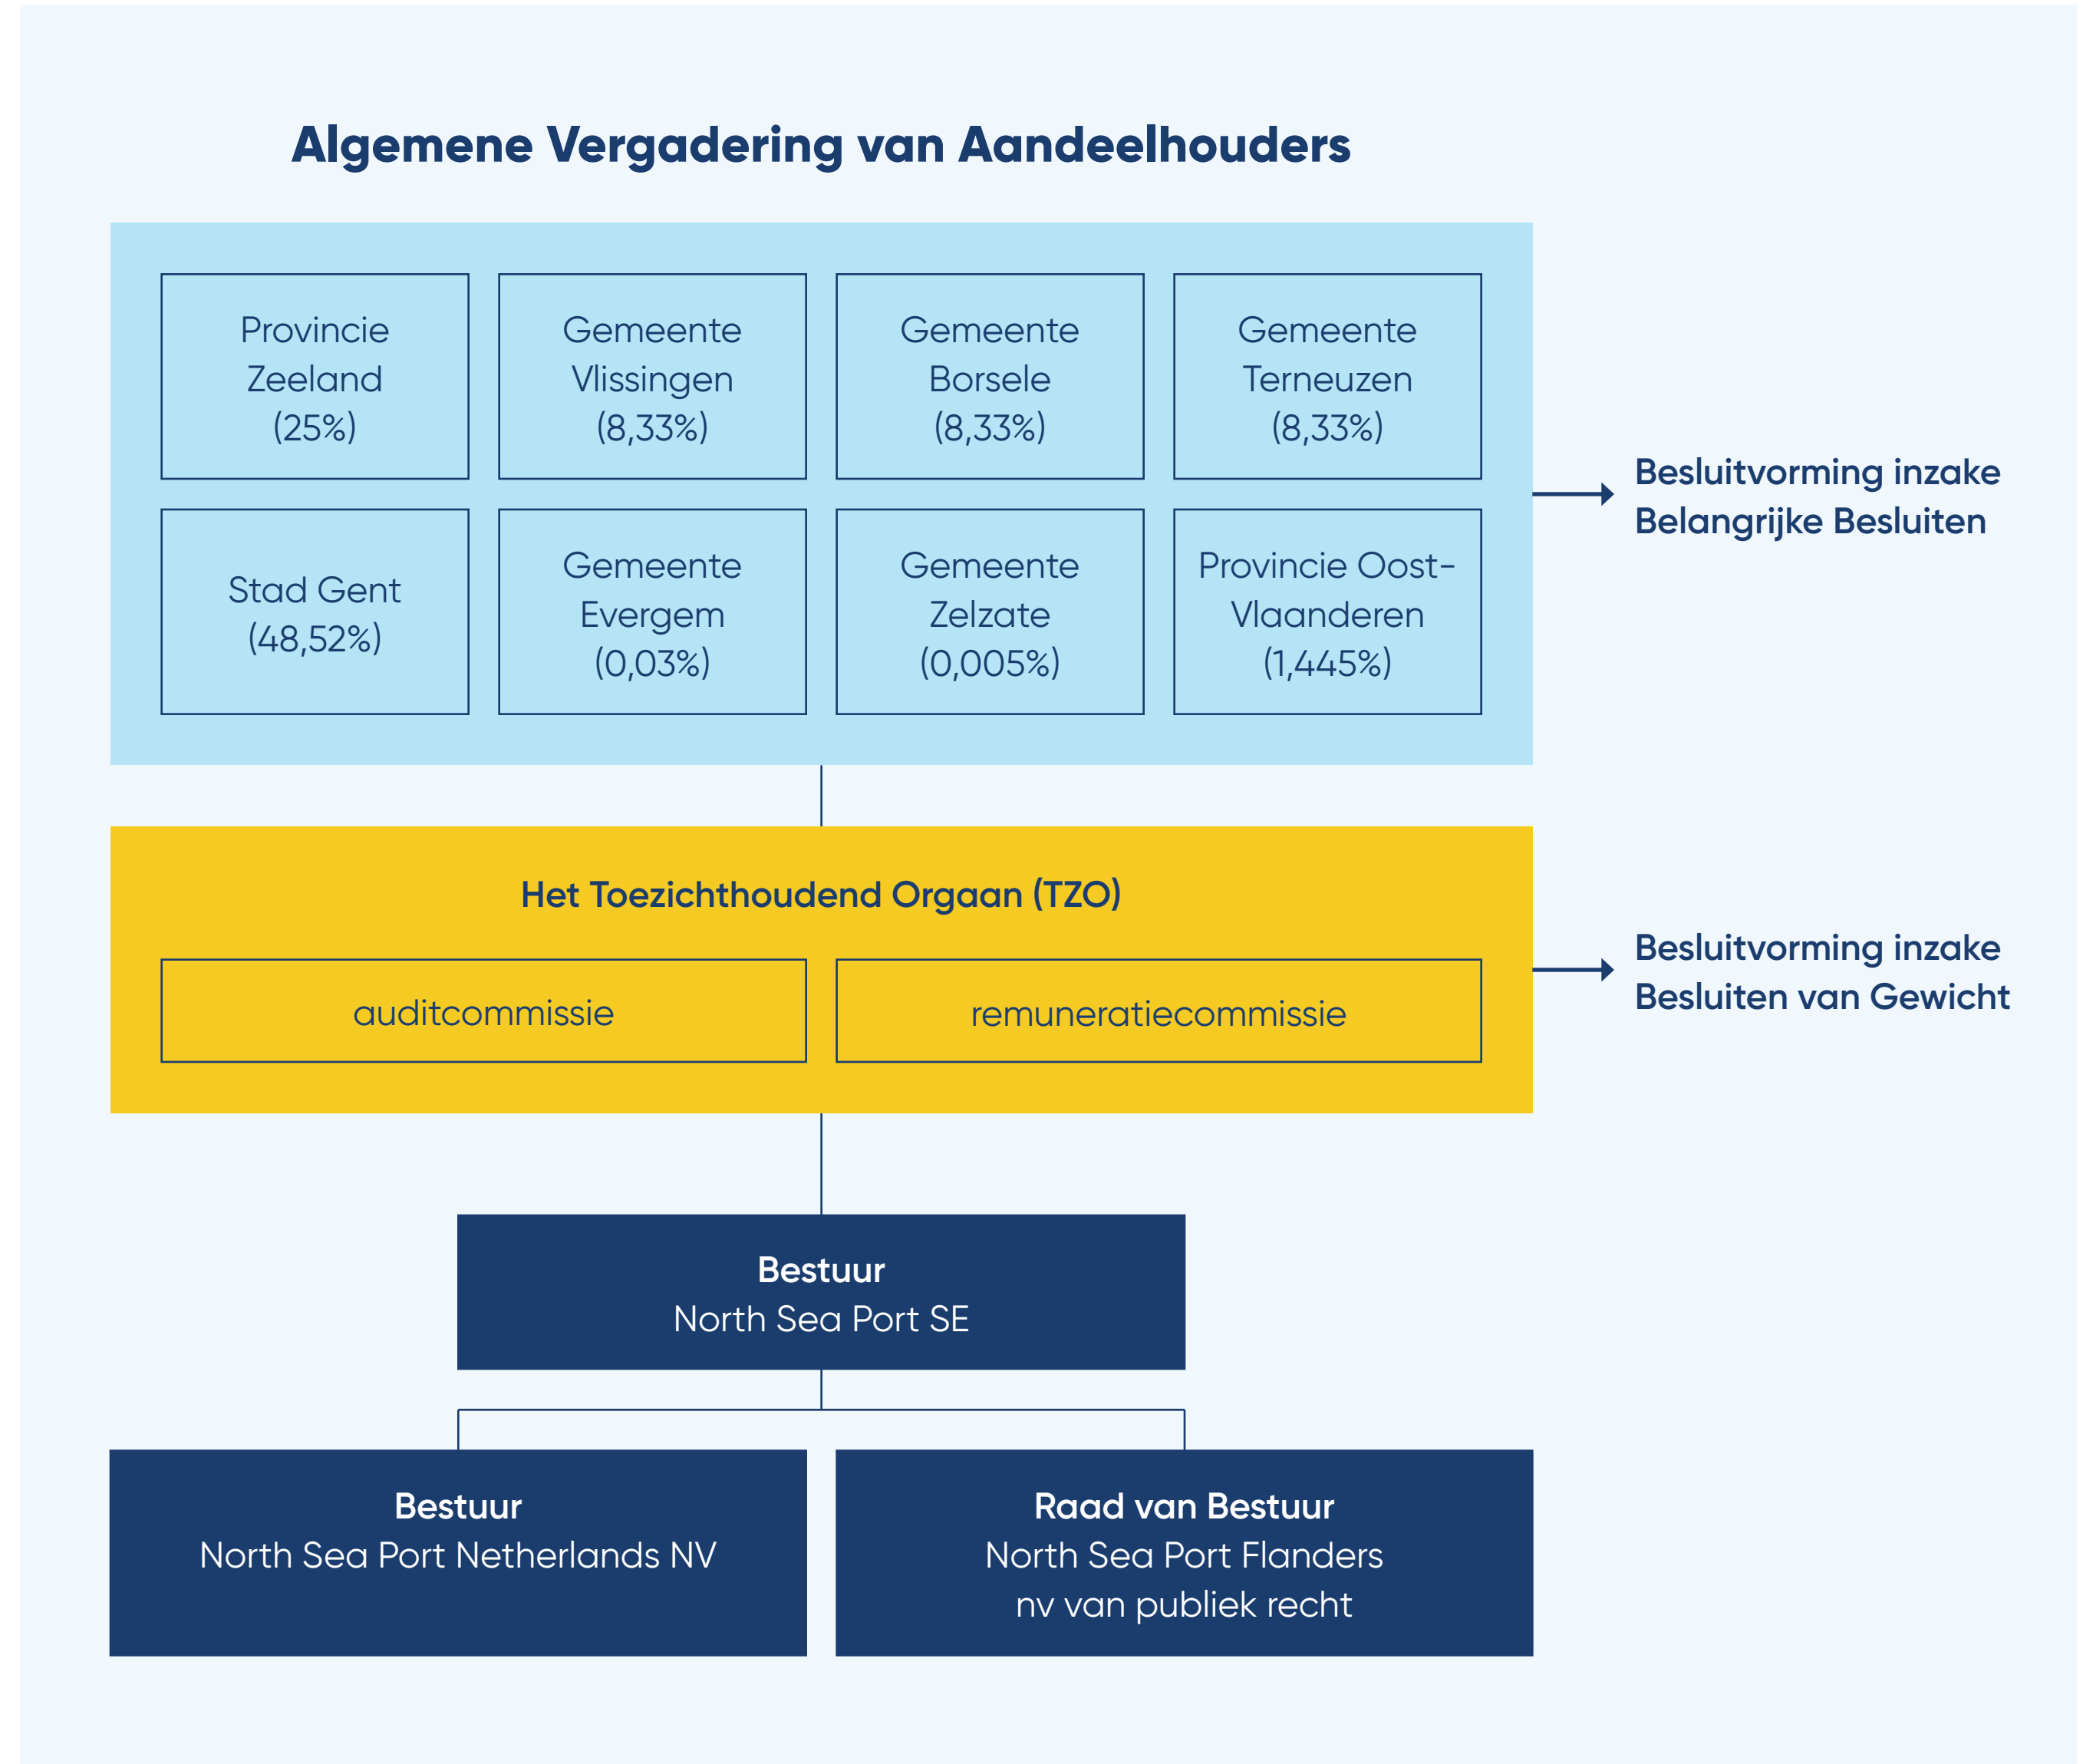 Algemene Vergadering van Aandeelhouders
Provincie
Zeeland
(25%)
Gemeente
Vlissingen
(8,33%)
Gemeente
Borsele
(8,33%)
Gemeente
Terneuzen
(8,33%)
Stad Gent
(48,52%)
Gemeente
Evergem
(0,03%)
Gemeente
Zelzate
(0,005%)
Provincie Oost-
Vlaanderen
(1,445%)
Besluitvorming inzake
Belangrijke Besluiten
Het Toezichthoudend Orgaan (TZO)
auditcommissie
remuneratiecommissie
Besluitvorming inzake
Besluiten van Gewicht
Bestuur
North Sea Port SE
Bestuur
North Sea Port Netherlands NV
Raad van Bestuur
North Sea Port Flanders
nv van publiek recht